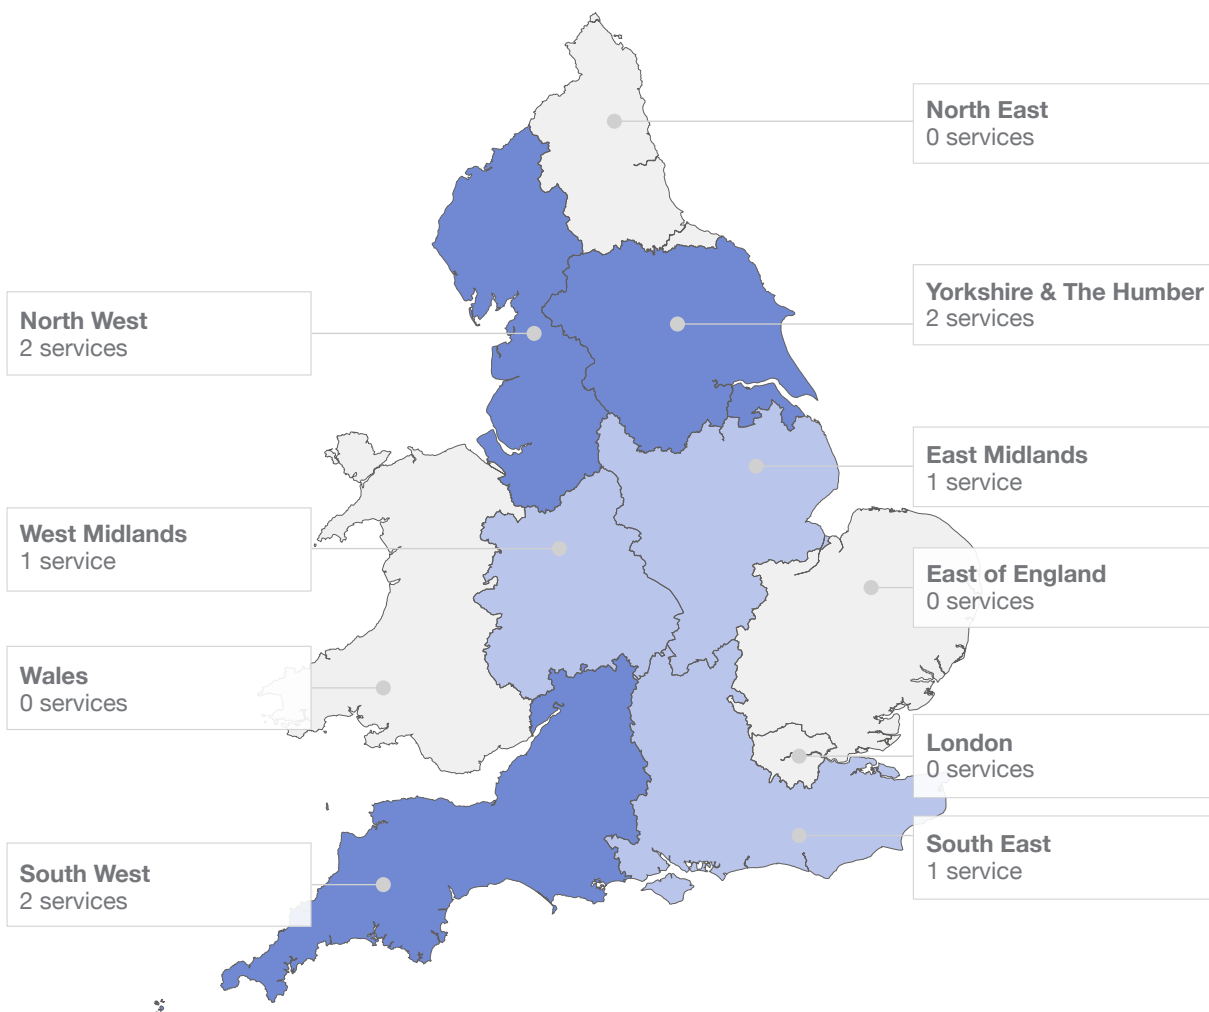 North East
0 services
Yorkshire & The Humber
2 services
North West
2 services
East Midlands
1 service
West Midlands
1 service
East of England
0 services
Wales
0 services
London
0 services
South East
1 service
South West
2 services